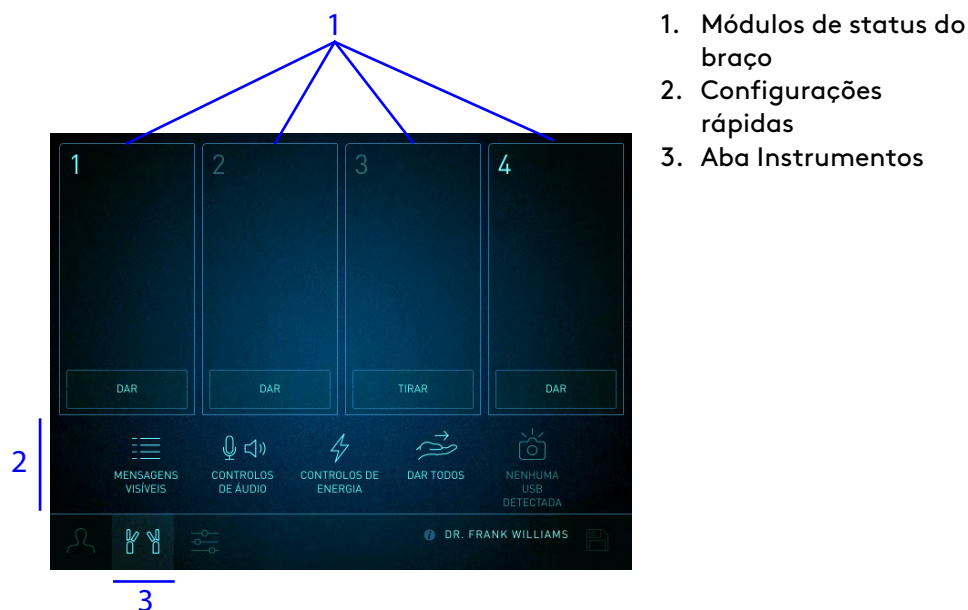 1
1. Módulos de status do
braço
2. Configurações
rápidas
3. Aba Instrumentos
1
2
3
4
DAR
DAR
TIRAR
DAR
2
MENSAGENS
VISÍVEIS
CONTROLOS
DE ÁUDIO
CONTROLOS DE
ENERGIA
DAR TODOS
NENHUMA
USB
DETECTADA
i DR. FRANK WILLIAMS
3